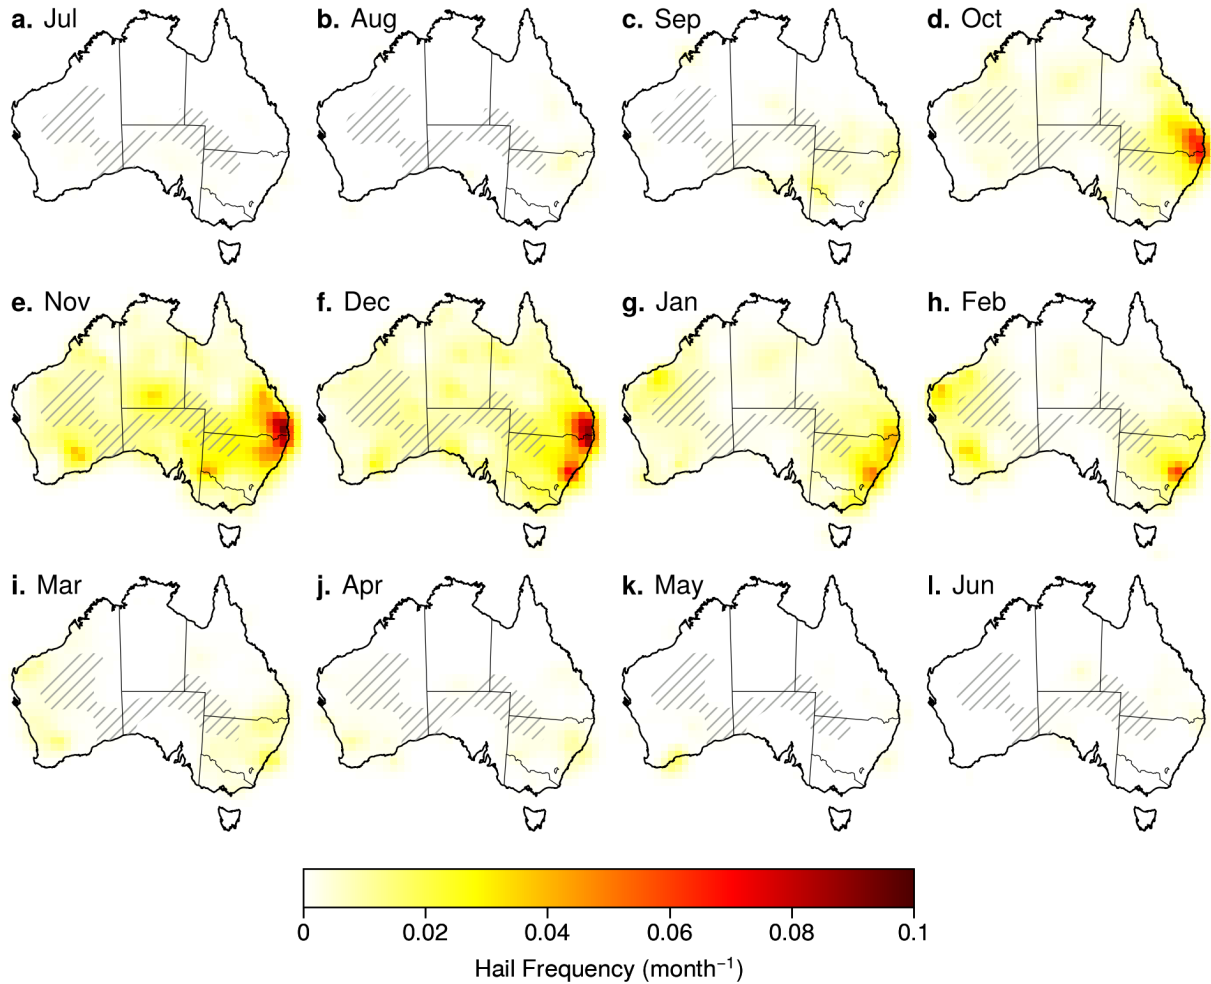 a. Jul
b. Aug
c. Sep
d. Oct
e. Nov
f. Dec
g. Jan
h. Feb
i. Mar
j. Apr
k. May
l. Jun
0 0.02 0.04 0.06 0.08 0.1
Hail Frequency (month⁻¹)